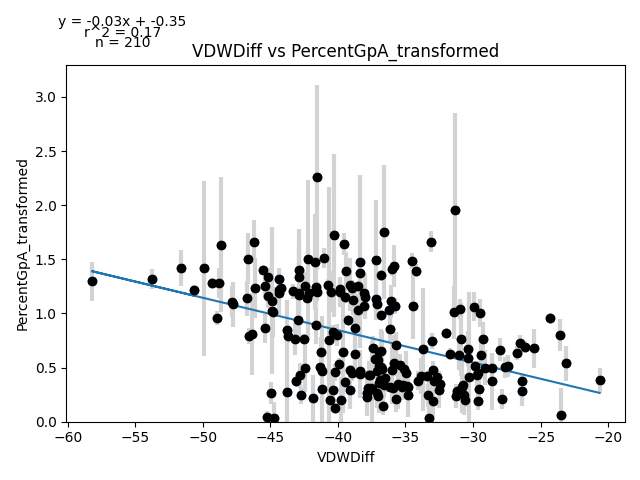 y = -0.03x + -0.35
r^2 = 0.17
n = 210
VDWDiff vs PercentGpA_transformed
PercentGpA_transformed
3.0
2.5
2.0
1.5
1.0
0.5
0.0
−60 −55 −50 −45 −40 −35 −30 −25 −20
VDWDiff